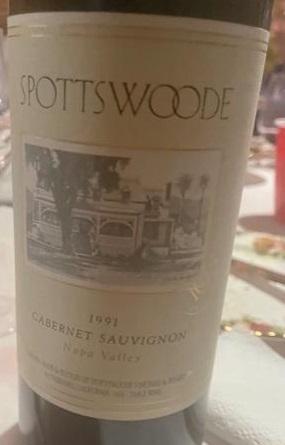 SPOTTSWOODE
1991
CABERNET SAUVIGNON
Napa Valley